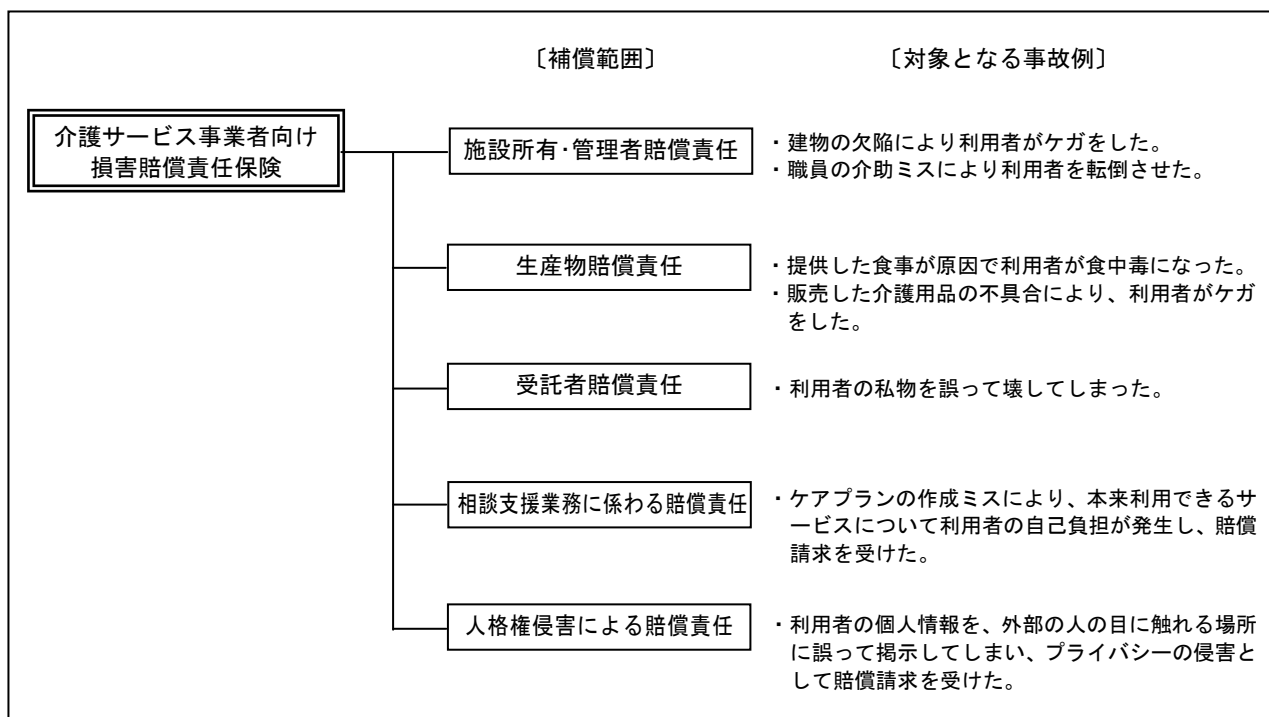 〔補償範囲〕
〔対象となる事故例〕
介護サービス事業者向け
損害賠償責任保険
施設所有･管理者賠償責任
・建物の欠陥により利用者がケガをした。
・職員の介助ミスにより利用者を転倒させた。
生産物賠償責任
・提供した食事が原因で利用者が食中毒になった。
・販売した介護用品の不具合により、利用者がケガ
をした。
受託者賠償責任
・利用者の私物を誤って壊してしまった。
相談支援業務に係わる賠償責任
・ケアプランの作成ミスにより、本来利用できるサ
ービスについて利用者の自己負担が発生し、賠償
請求を受けた。
人格権侵害による賠償責任
・利用者の個人情報を、外部の人の目に触れる場所
に誤って掲示してしまい、プライバシーの侵害と
して賠償請求を受けた。